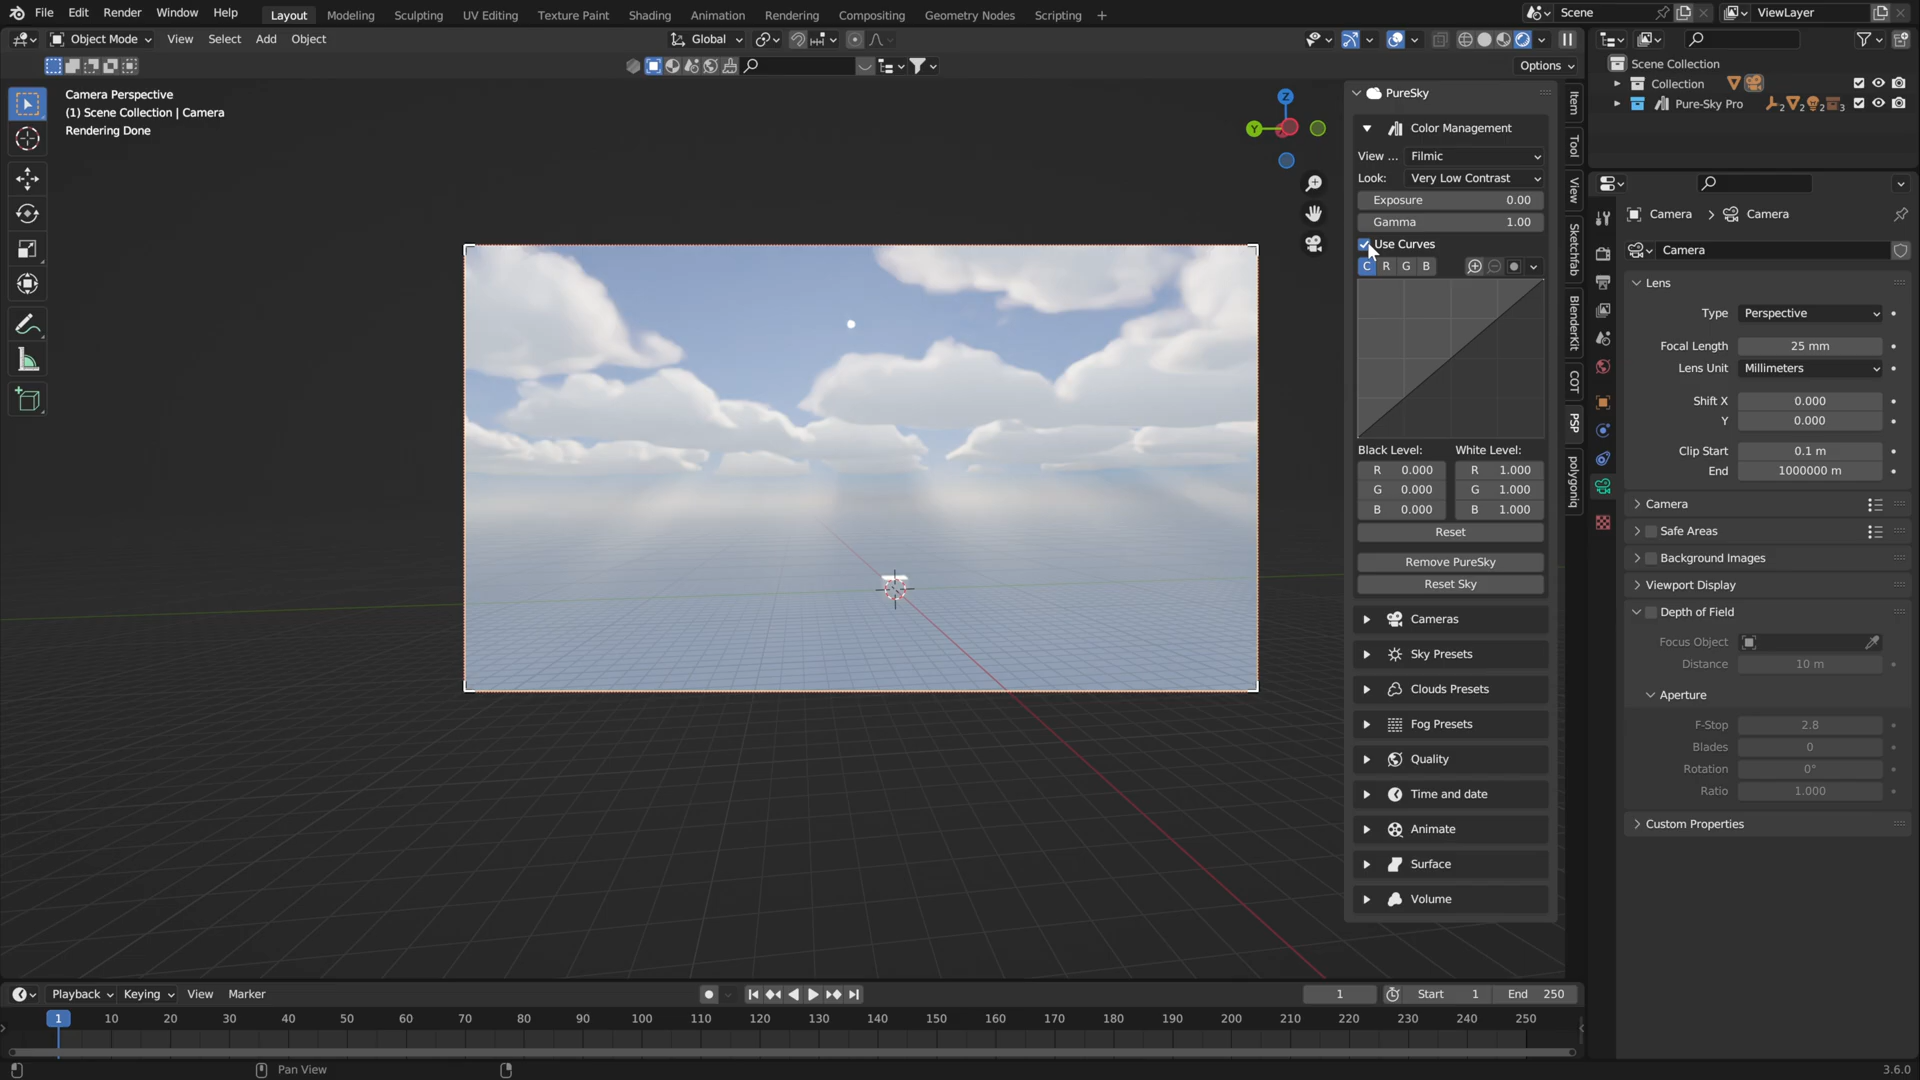 File Edit Render Window Help Layout Modeling Sculpting UV Editing Texture Paint Shading Animation Rendering Compositing Geometry Nodes Scripting + Scene ViewLayer
Object Mode View Select Add Object Global
Options
Camera Perspective
(1) Scene Collection | Camera
Rendering Done
Z
Y
PureSky
Color Management
View ... Filmic
Look: Very Low Contrast
Exposure 0.00
Gamma 1.00
Use Curves
C R G B
Black Level: White Level:
R 0.000 R 1.000
G 0.000 G 1.000
B 0.000 B 1.000
Reset
Remove PureSky
Reset Sky
Cameras
Sky Presets
Clouds Presets
Fog Presets
Quality
Time and date
Animate
Surface
Volume
Item
Tool
View
Sketchfab
BlenderKit
COT
PSP
polygoniq
Scene Collection
Collection
Pure-Sky Pro 2 2 2 3
Camera Camera
Camera
Lens
Type Perspective
Focal Length 25 mm
Lens Unit Millimeters
Shift X 0.000
Y 0.000
Clip Start 0.1 m
End 1000000 m
Camera
Safe Areas
Background Images
Viewport Display
Depth of Field
Focus Object
Distance 10 m
Aperture
F-Stop 2.8
Blades 0
Rotation 0°
Ratio 1.000
Custom Properties
Playback Keying View Marker 1 Start 1 End 250
1 10 20 30 40 50 60 70 80 90 100 110 120 130 140 150 160 170 180 190 200 210 220 230 240 250
Pan View 3.6.0